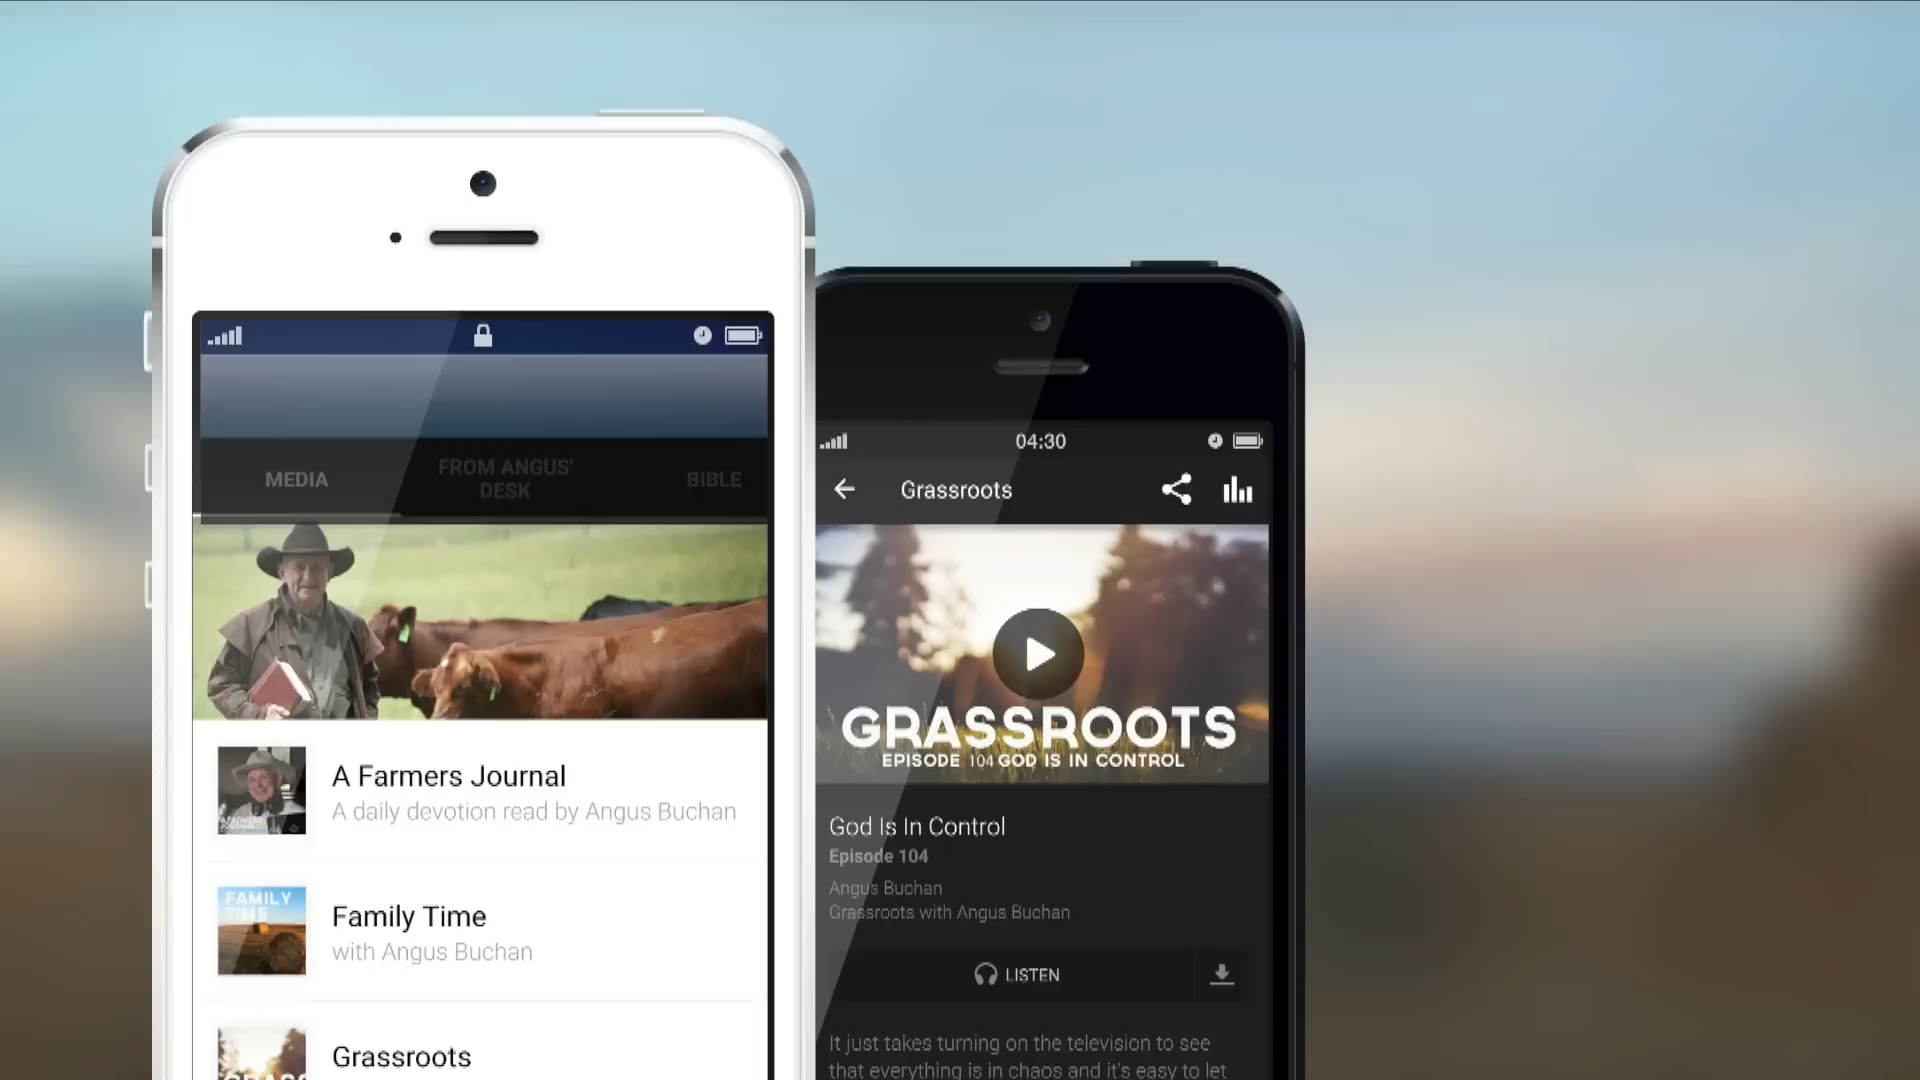 MEDIA
FROM ANGUS'
DESK
BIBLE
A Farmers Journal
A daily devotion read by Angus Buchan
FAMILY
TIME
Family Time
with Angus Buchan
Grassroots
04:30
Grassroots
GRASSROOTS
EPISODE 104 GOD IS IN CONTROL
God Is In Control
Episode 104
Angus Buchan
Grassroots with Angus Buchan
LISTEN
It just takes turning on the television to see
that everything is in chaos and it's easy to let